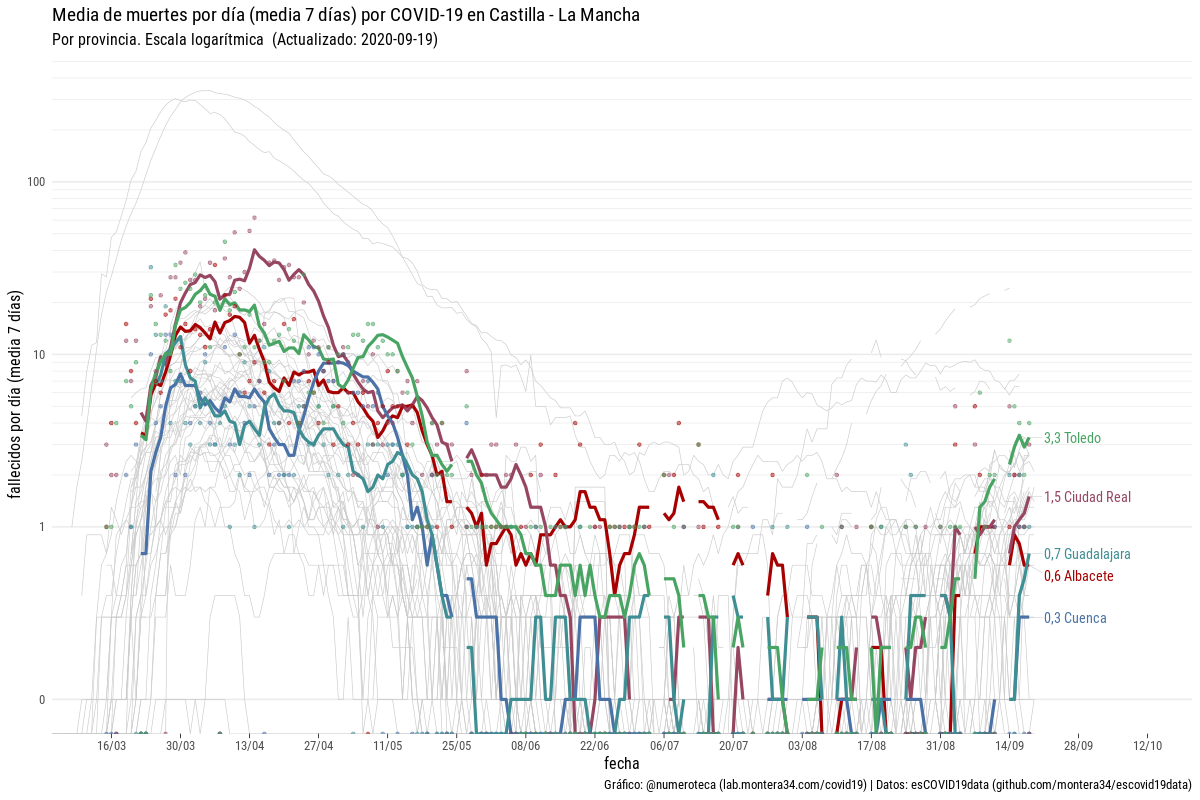 Media de muertes por día (media 7 días) por COVID-19 en Castilla - La Mancha
Por provincia. Escala logarítmica  (Actualizado: 2020-09-19)
fallecidos por día (media 7 días)
100
10
1
0
3,3 Toledo
1,5 Ciudad Real
0,7 Guadalajara
0,6 Albacete
0,3 Cuenca
16/03 30/03 13/04 27/04 11/05 25/05 08/06 22/06 06/07 20/07 03/08 17/08 31/08 14/09 28/09 12/10
fecha
Gráfico: @numeroteca (lab.montera34.com/covid19) | Datos: esCOVID19data (github.com/montera34/escovid19data)